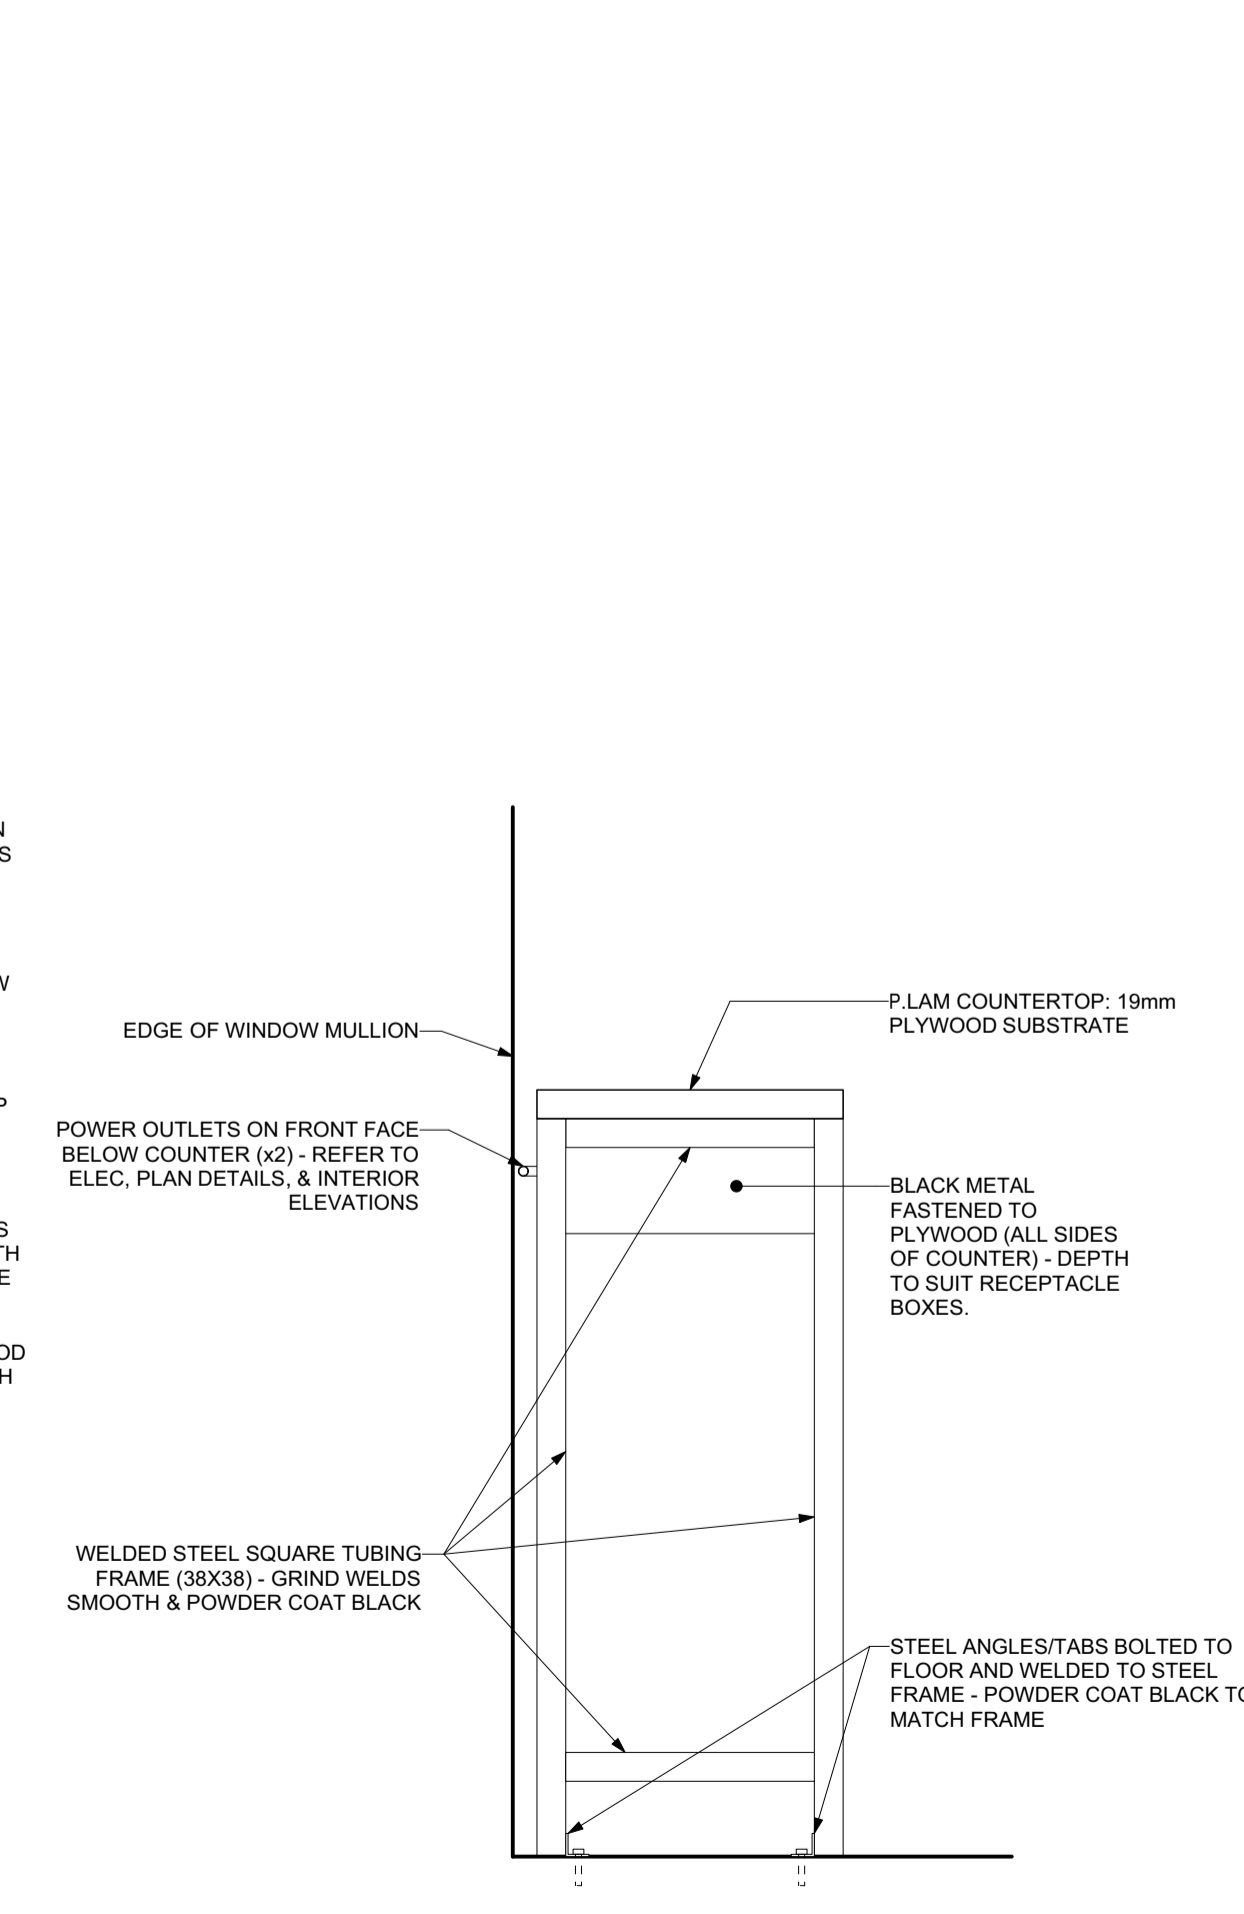 N
S
W
P
S
TH
E
OD
H
EDGE OF WINDOW MULLION
POWER OUTLETS ON FRONT FACE
BELOW COUNTER (x2) - REFER TO
ELEC, PLAN DETAILS, & INTERIOR
ELEVATIONS
WELDED STEEL SQUARE TUBING
FRAME (38X38) - GRIND WELDS
SMOOTH & POWDER COAT BLACK
P.LAM COUNTERTOP: 19mm
PLYWOOD SUBSTRATE
BLACK METAL
FASTENED TO
PLYWOOD (ALL SIDES
OF COUNTER) - DEPTH
TO SUIT RECEPTACLE
BOXES.
STEEL ANGLES/TABS BOLTED TO
FLOOR AND WELDED TO STEEL
FRAME - POWDER COAT BLACK TO
MATCH FRAME